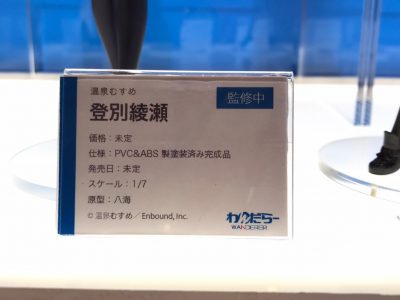 温泉むすめ
登別綾瀬
監修中
価格：未定
仕様：PVC&ABS 製塗装済み完成品
発売日：未定
スケール：1/7
原型：八海
© 温泉むすめ／Enbound, Inc.
わんだらー
WANDERER